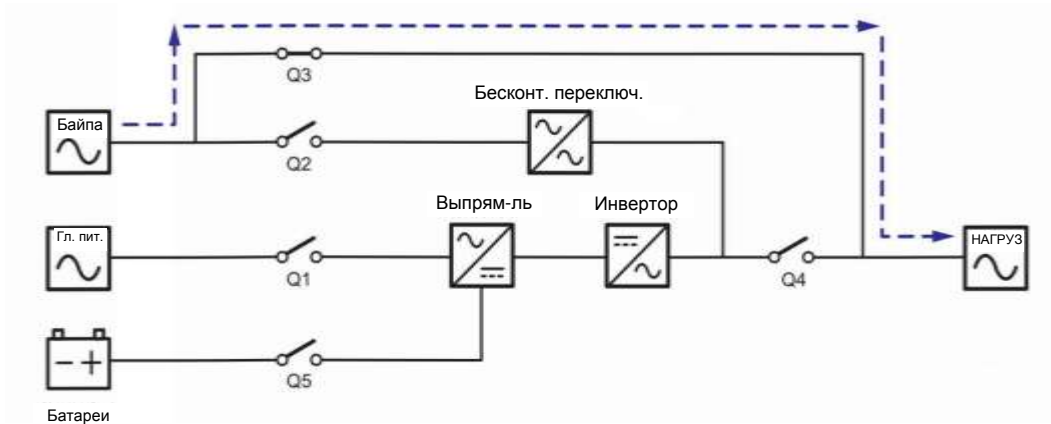 Q3
Бесконт. переключ.
Байпа
Q2
Выпрям-ль
Инвертор
Гл. пит.
НАГРУЗ
Q1
Q4
Q5
Батареи